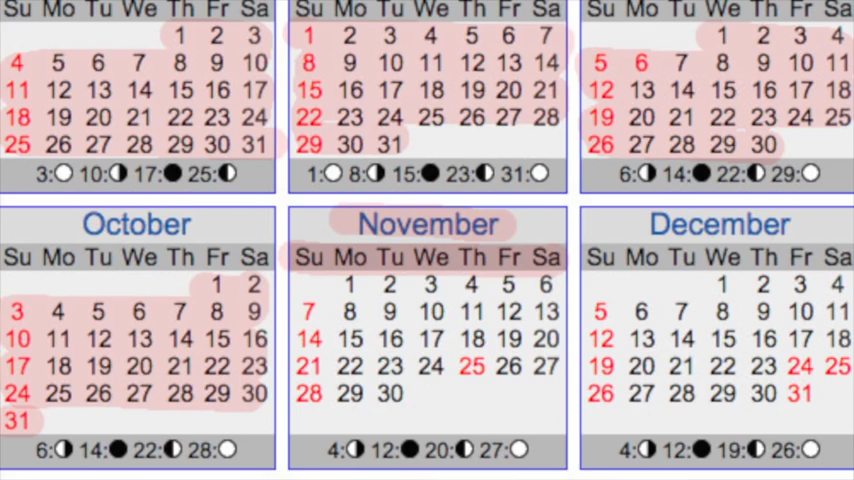 Su Mo Tu We Th Fr Sa
1 2 3
4 5 6 7 8 9 10
11 12 13 14 15 16 17
18 19 20 21 22 23 24
25 26 27 28 29 30 31
3:○ 10:◑ 17:● 25:◐
Su Mo Tu We Th Fr Sa
1 2 3 4 5 6 7
8 9 10 11 12 13 14
15 16 17 18 19 20 21
22 23 24 25 26 27 28
29 30 31
1:○ 8:◑ 15:● 23:◐ 31:○
Su Mo Tu We Th Fr Sa
1 2 3 4
5 6 7 8 9 10 11
12 13 14 15 16 17 18
19 20 21 22 23 24 25
26 27 28 29 30
6:◑ 14:● 22:◐ 29:○
October
Su Mo Tu We Th Fr Sa
1 2
3 4 5 6 7 8 9
10 11 12 13 14 15 16
17 18 19 20 21 22 23
24 25 26 27 28 29 30
31
6:◑ 14:● 22:◐ 28:○
November
Su Mo Tu We Th Fr Sa
1 2 3 4 5 6
7 8 9 10 11 12 13
14 15 16 17 18 19 20
21 22 23 24 25 26 27
28 29 30
4:◑ 12:● 20:◐ 27:○
December
Su Mo Tu We Th Fr Sa
1 2 3 4
5 6 7 8 9 10 11
12 13 14 15 16 17 18
19 20 21 22 23 24 25
26 27 28 29 30 31
4:◑ 12:● 19:◐ 26:○